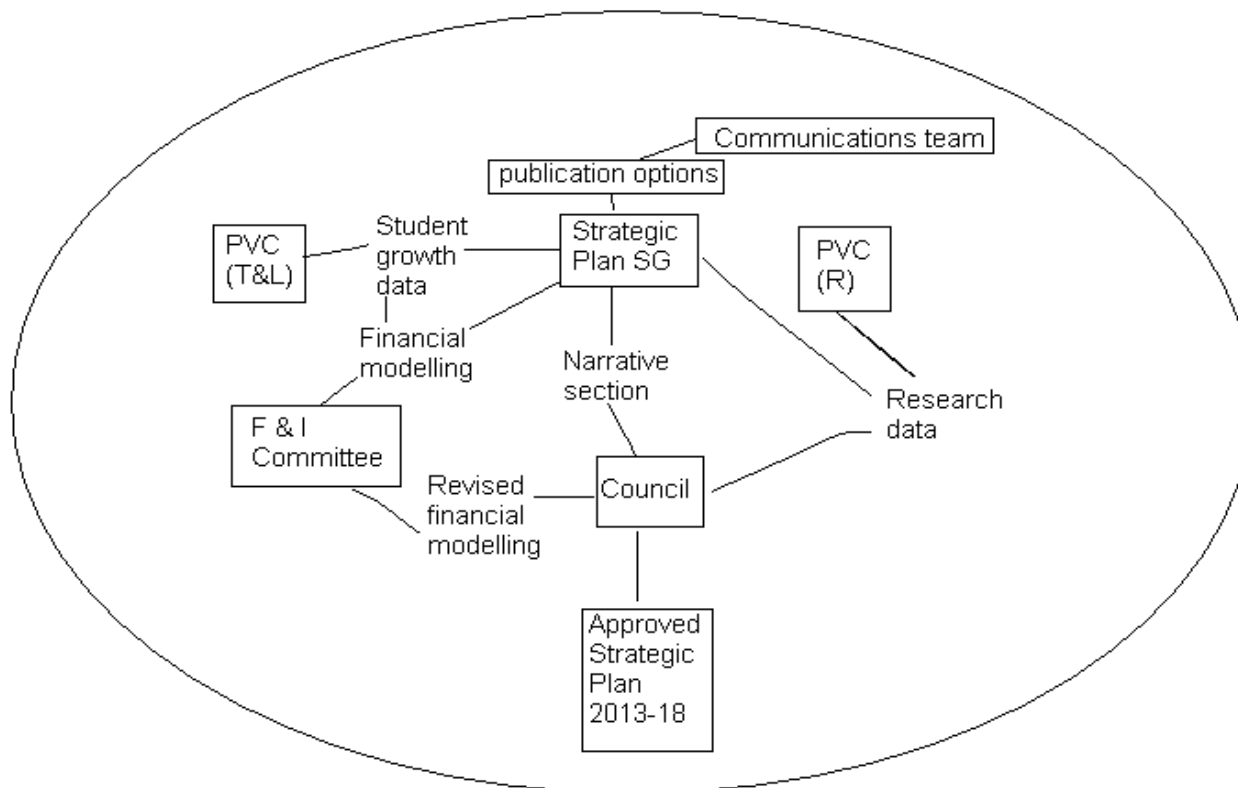 Communications team
publication options
Student
growth
data
PVC
(T&L)
Strategic
Plan SG
PVC
(R)
Financial
modelling
Narrative
section
Research
data
F & I
Committee
Revised
financial
modelling
Council
Approved
Strategic
Plan
2013-18